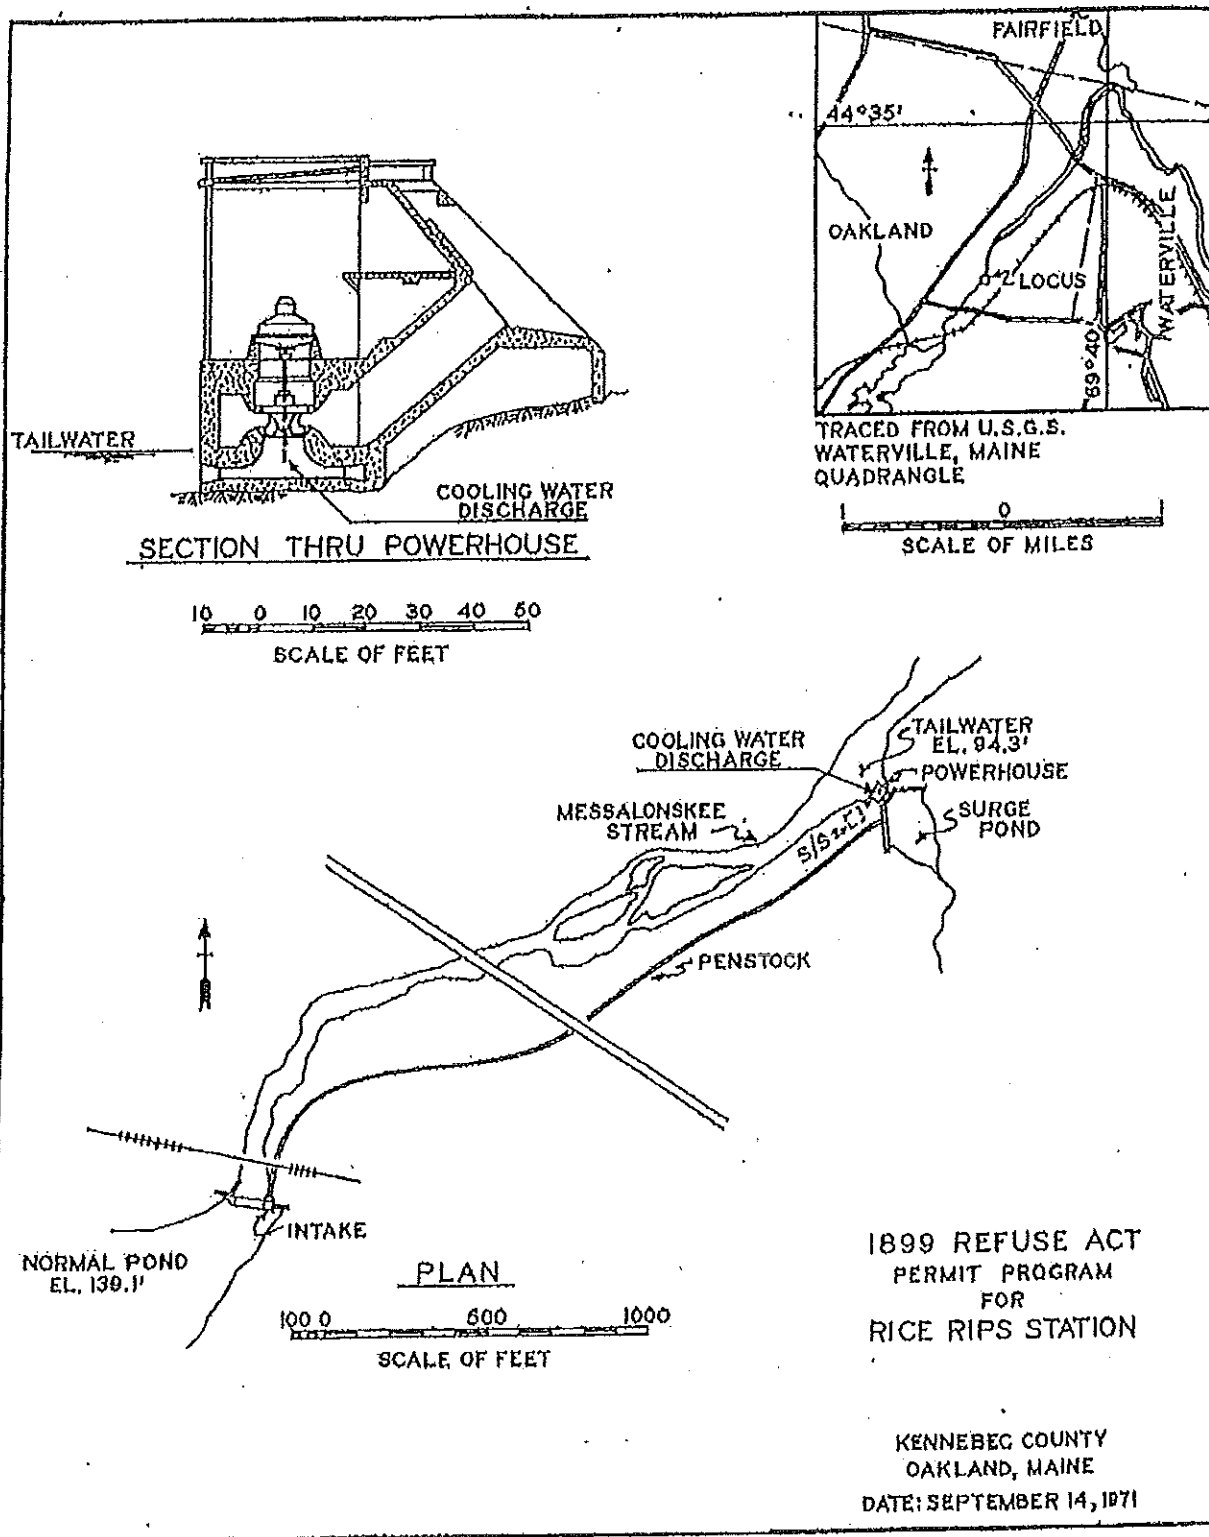 FAIRFIELD
44°35'
OAKLAND
LOCUS
WATERVILLE
69°40'
TRACED FROM U.S.G.S.
WATERVILLE, MAINE
QUADRANGLE
1 0 1
SCALE OF MILES
TAILWATER
COOLING WATER
DISCHARGE
SECTION THRU POWERHOUSE
10 0 10 20 30 40 50
SCALE OF FEET
COOLING WATER
DISCHARGE
TAILWATER
EL. 94.3'
POWERHOUSE
SURGE
POND
MESSALONSKEE
STREAM
PENSTOCK
INTAKE
NORMAL POND
EL. 139.1'
PLAN
100 0 500 1000
SCALE OF FEET
1899 REFUSE ACT
PERMIT PROGRAM
FOR
RICE RIPS STATION
KENNEBEC COUNTY
OAKLAND, MAINE
DATE: SEPTEMBER 14, 1971